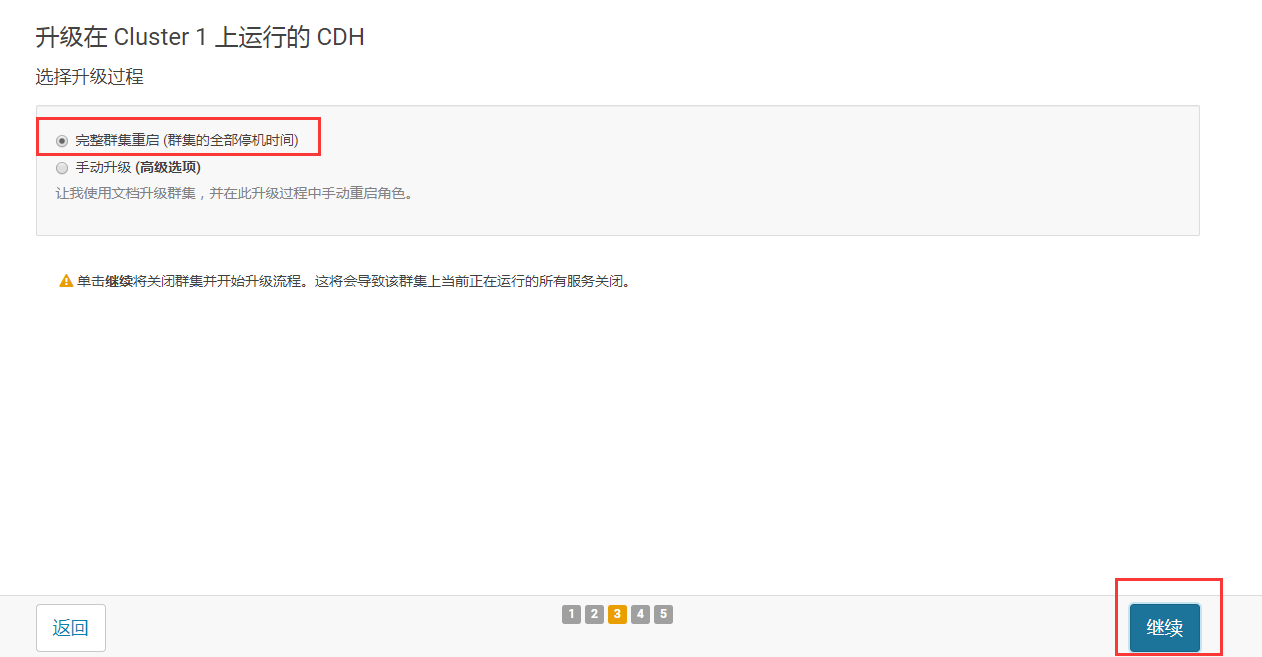 升级在 Cluster 1 上运行的 CDH
选择升级过程
完整群集重启 (群集的全部停机时间)
手动升级 (高级选项)
让我使用文档升级群集，并在此升级过程中手动重启角色。
单击继续将关闭群集并开始升级流程。这将会导致该群集上当前正在运行的所有服务关闭。
返回
1 2 3 4 5
继续